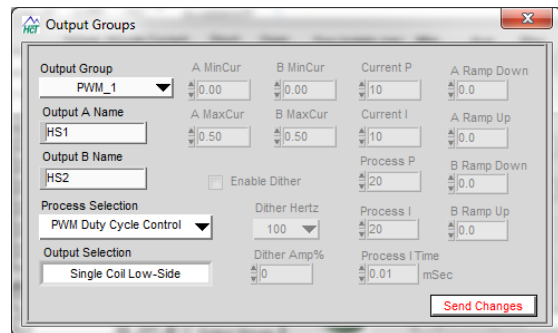 HCT Output Groups
Output Group A MinCur B MinCur Current P A Ramp Down
PWM_1 0.00 0.00 10 0.0
Output A Name A MaxCur B MaxCur Current I A Ramp Up
HS1 0.50 0.50 10 0.0
Output B Name Process P B Ramp Down
HS2 Enable Dither 20 0.0
Process Selection Dither Hertz Process I B Ramp Up
PWM Duty Cycle Control 100 20 0.0
Output Selection Dither Amp% Process I Time
Single Coil Low-Side 0 0.01 mSec
Send Changes